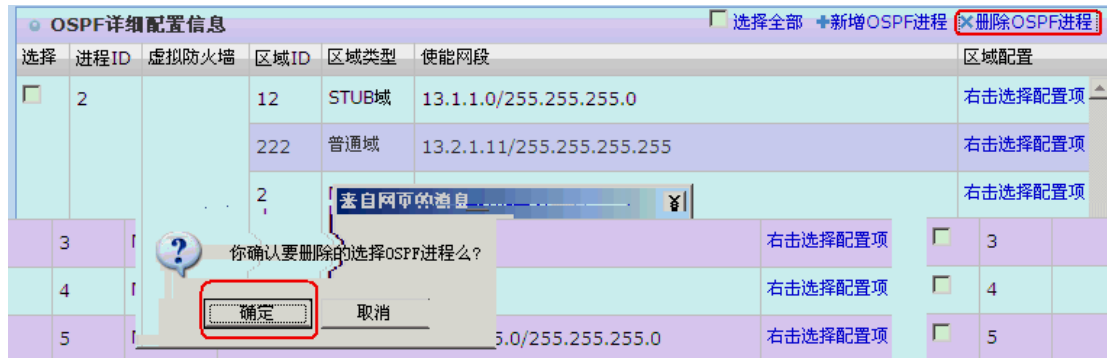 OSPF详细配置信息 选择全部 新增OSPF进程 删除OSPF进程
选择 进程ID 虚拟防火墙 区域ID 区域类型 使能网段 区域配置
2 12 STUB域 13.1.1.0/255.255.255.0 右击选择配置项
222 普通域 13.2.1.11/255.255.255.255 右击选择配置项
2 来自网页的消息 右击选择配置项
3 你确认要删除的选择OSPF进程么? 右击选择配置项 3
4 右击选择配置项 4
确定 取消
5 5.0/255.255.255.0 右击选择配置项 5